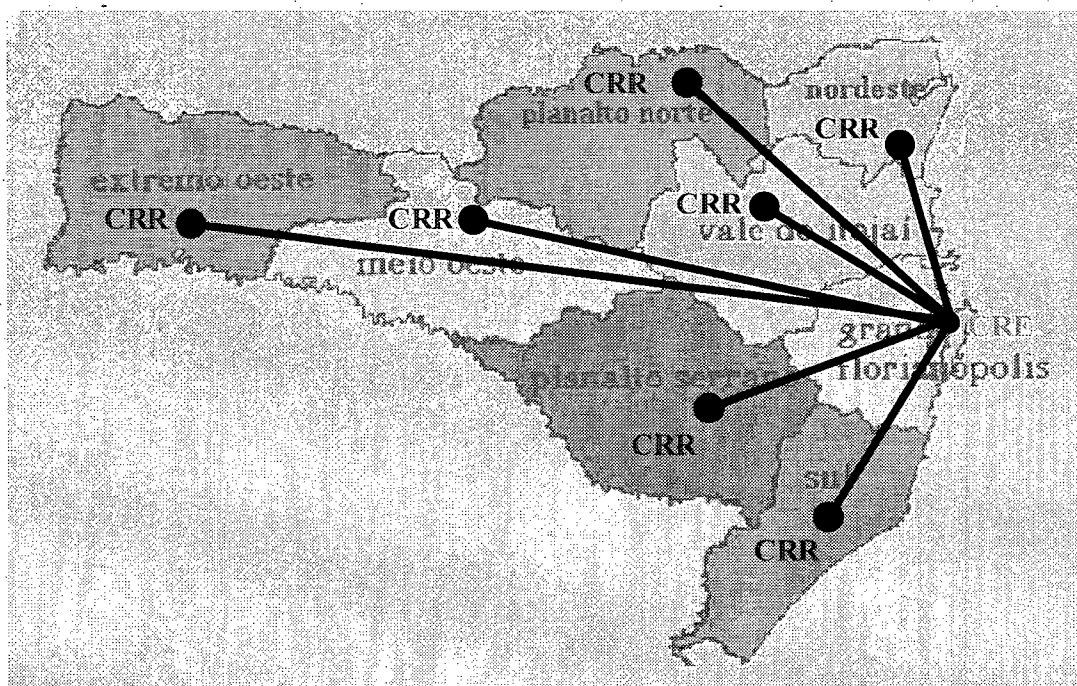 CRR
planalto norte
nordeste
CRR
extremo oeste
CRR
CRR
CRR
vale do itajaí
meio oeste
CRE
florianópolis
planalto
CRR
sul
CRR